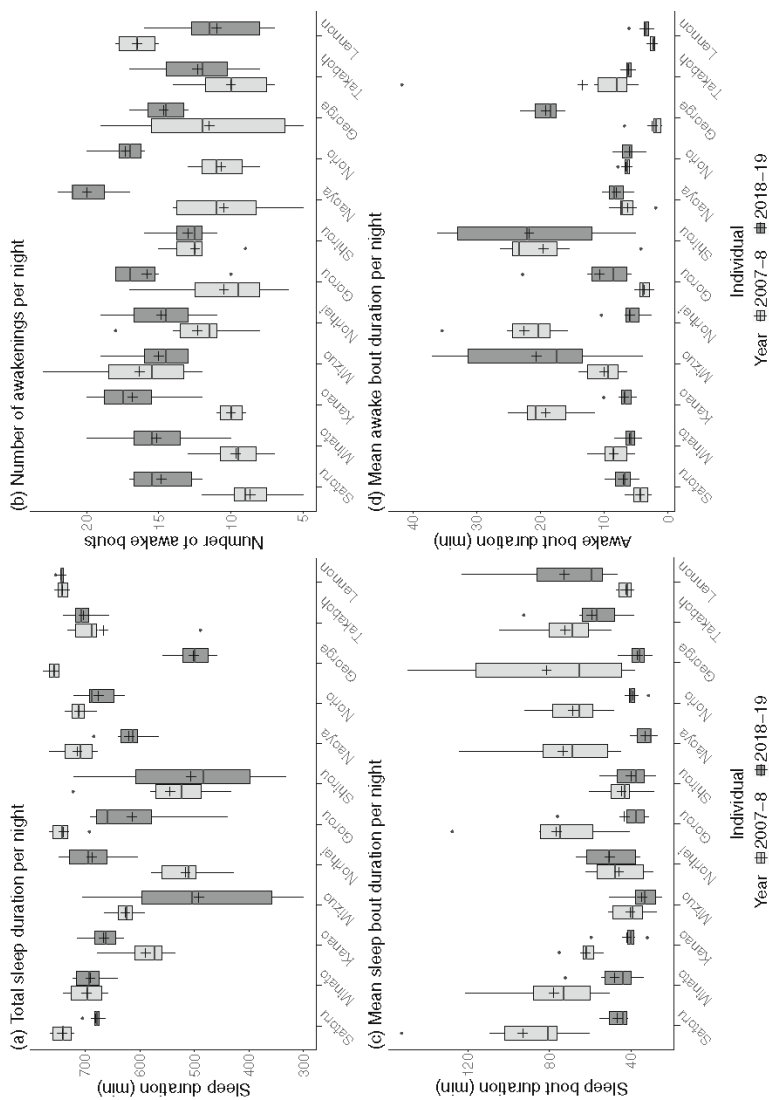 (a) Total sleep duration per night
Sleep duration (min)
700
600
500
400
300
Satoru
Minato
Kanao
Mizuo
Norihei
Gorou
Shirou
Naoya
Norio
George
Takaboh
Lennon
(b) Number of awakenings per night
Number of awake bouts
20
15
10
5
Satoru
Minato
Kanao
Mizuo
Norihei
Gorou
Shirou
Naoya
Norio
George
Takaboh
Lennon
(c) Mean sleep bout duration per night
Sleep bout duration (min)
120
80
40
Satoru
Minato
Kanao
Mizuo
Norihei
Gorou
Shirou
Naoya
Norio
George
Takaboh
Lennon
Individual
Year 2007−8 2018−19
(d) Mean awake bout duration per night
Awake bout duration (min)
40
30
20
10
0
Satoru
Minato
Kanao
Mizuo
Norihei
Gorou
Shirou
Naoya
Norio
George
Takaboh
Lennon
Individual
Year 2007−8 2018−19